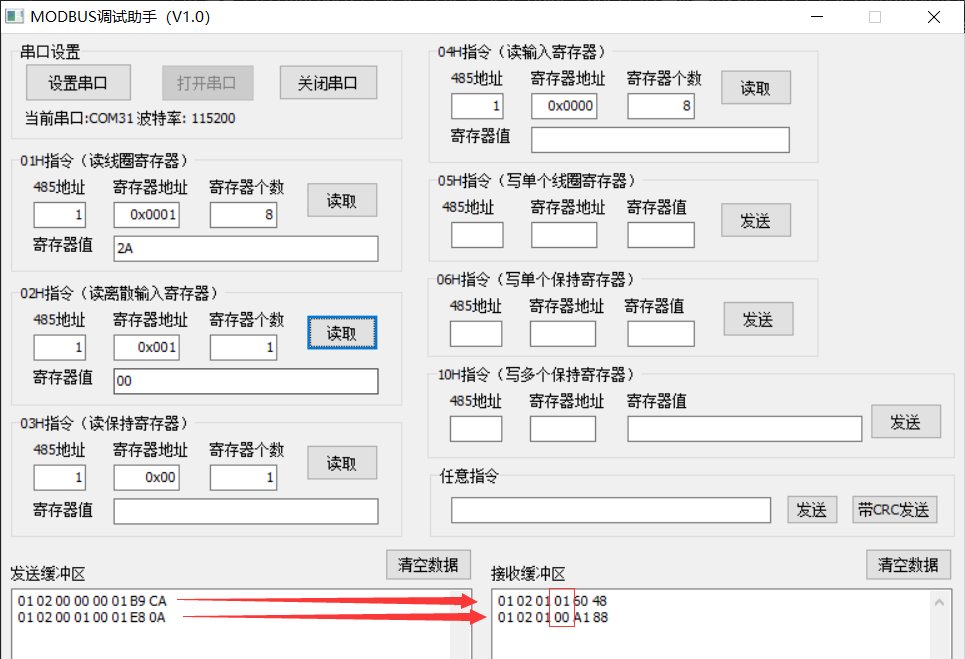 MODBUS调试助手（V1.0）
串口设置
设置串口 打开串口 关闭串口
当前串口:COM31 波特率: 115200
01H指令（读线圈寄存器）
485地址 寄存器地址 寄存器个数
1 0x0001 8 读取
寄存器值 2A
02H指令（读离散输入寄存器）
485地址 寄存器地址 寄存器个数
1 0x001 1 读取
寄存器值 00
03H指令（读保持寄存器）
485地址 寄存器地址 寄存器个数
1 0x00 1 读取
寄存器值
04H指令（读输入寄存器）
485地址 寄存器地址 寄存器个数
1 0x0000 8 读取
寄存器值
05H指令（写单个线圈寄存器）
485地址 寄存器地址 寄存器值
发送
06H指令（写单个保持寄存器）
485地址 寄存器地址 寄存器值
发送
10H指令（写多个保持寄存器）
485地址 寄存器地址 寄存器值
发送
任意指令
发送 带CRC发送
发送缓冲区 清空数据
01 02 00 00 00 01 B9 CA
01 02 00 01 00 01 E8 0A
接收缓冲区 清空数据
01 02 01 01 60 48
01 02 01 00 A1 88